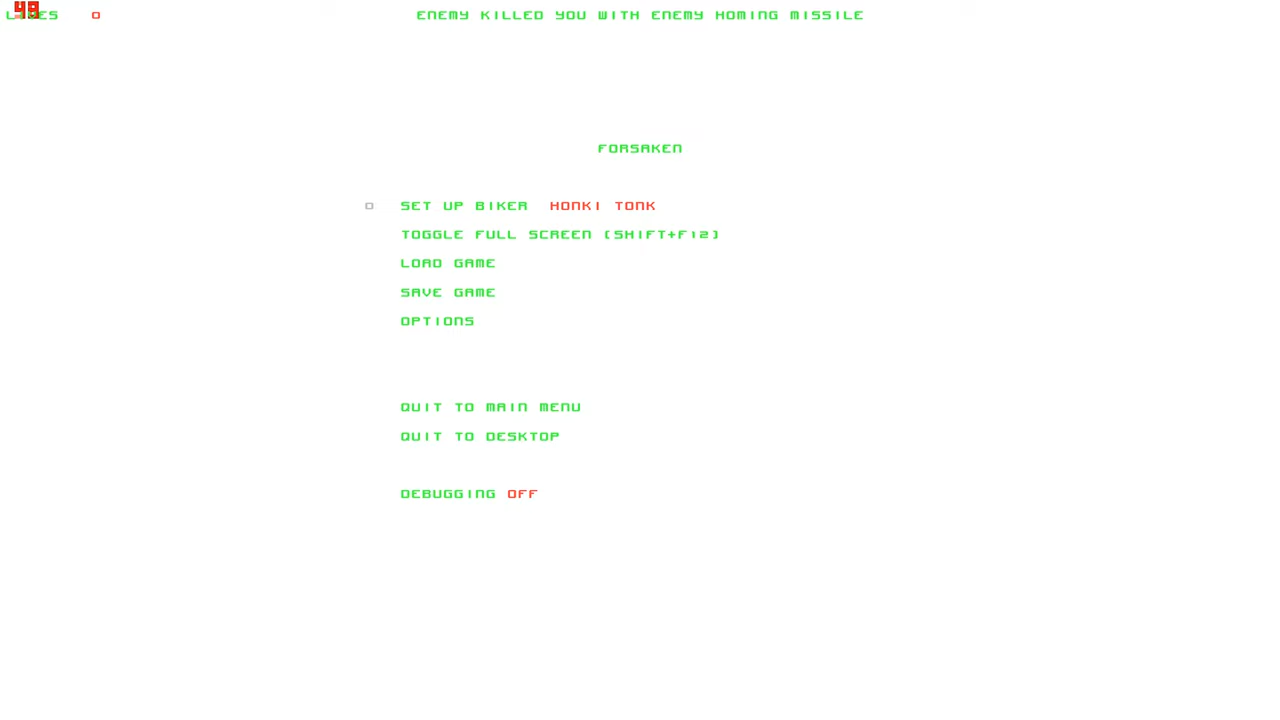 49
LIVES 0 ENEMY KILLED YOU WITH ENEMY HOMING MISSILE
FORSAKEN
SET UP BIKER HONKI TONK
TOGGLE FULL SCREEN (SHIFT+F12)
LOAD GAME
SAVE GAME
OPTIONS
QUIT TO MAIN MENU
QUIT TO DESKTOP
DEBUGGING OFF